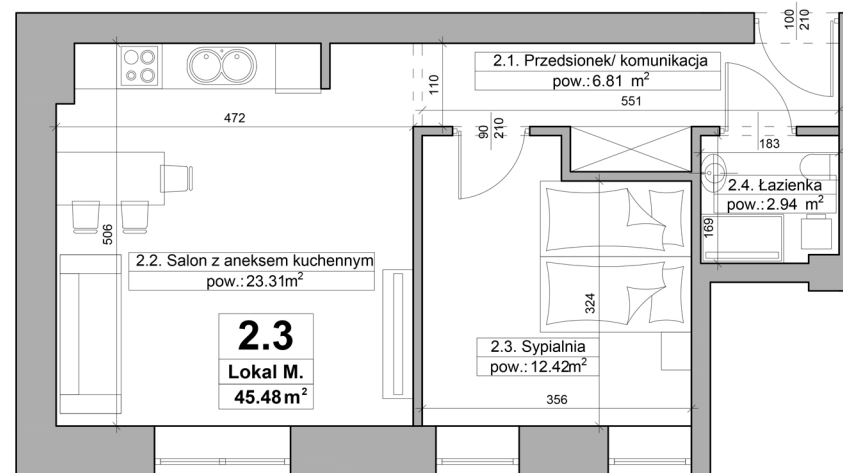 100
210
2.1. Przedsionek/ komunikacja
pow.:6.81 m²
551
110
472
90
210
183
2.4. Łazienka
pow.:2.94 m²
169
506
2.2. Salon z aneksem kuchennym
pow.:23.31m²
324
2.3
Lokal M.
45.48 m²
2.3. Sypialnia
pow.:12.42m²
356